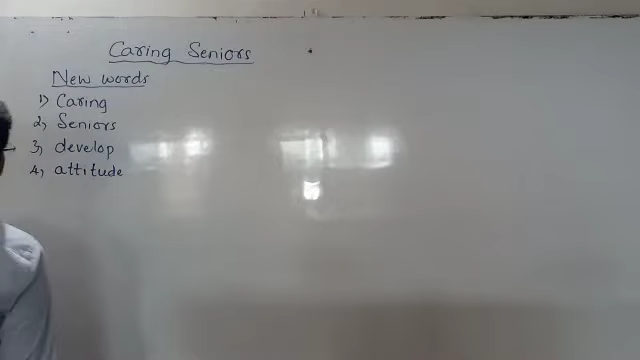 Caring Seniors
New words
1) Caring
2, Seniors
3, develop
4, attitude